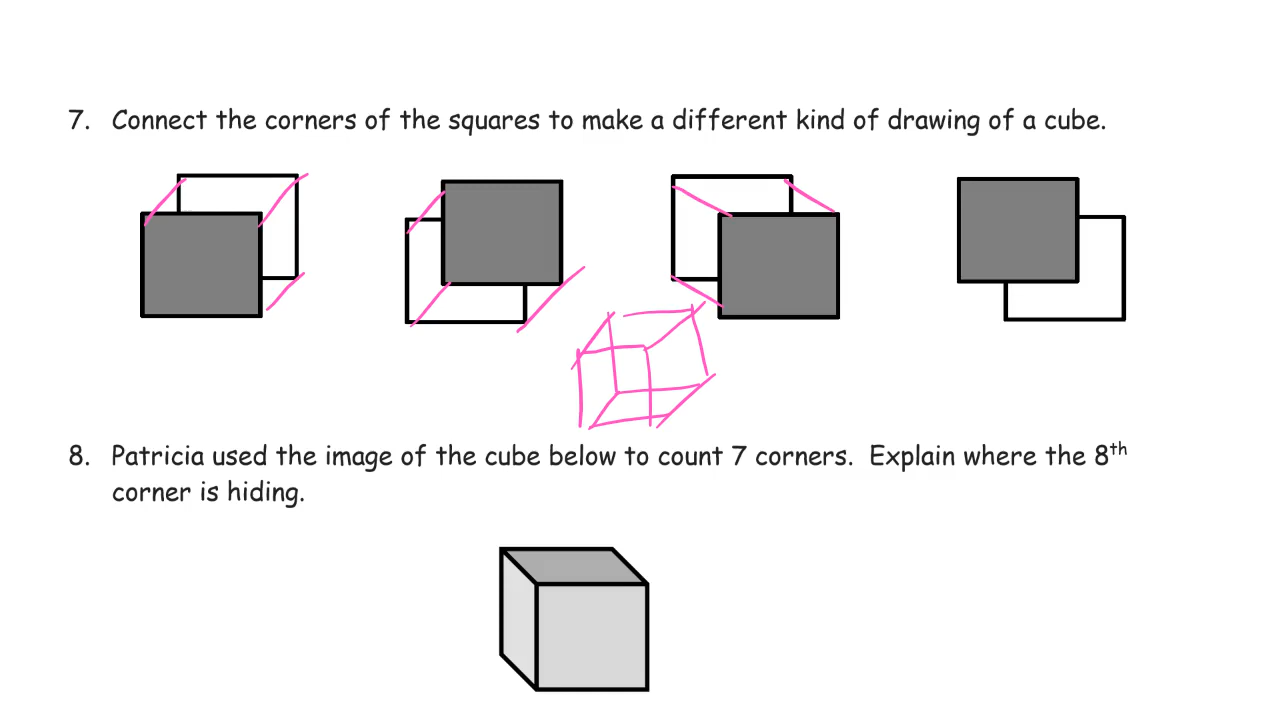 7. Connect the corners of the squares to make a different kind of drawing of a cube.
8. Patricia used the image of the cube below to count 7 corners. Explain where the 8th
corner is hiding.